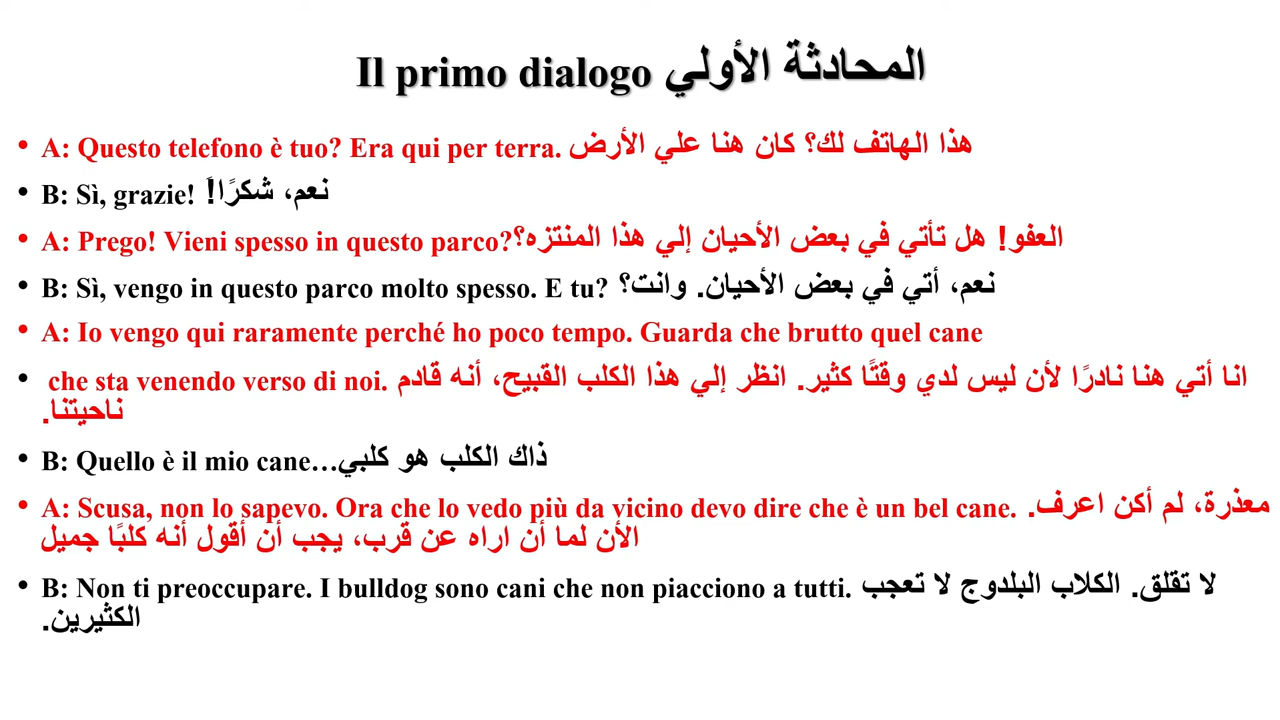 Il primo dialogo المحادثة الأولي
• A: Questo telefono è tuo? Era qui per terra. هذا الهاتف لك؟ كان هنا علي الأرض
• B: Sì, grazie! نعم، شكرًا!َ
• A: Prego! Vieni spesso in questo parco?العفو! هل تأتي في بعض الأحيان إلي هذا المنتزه؟
• B: Sì, vengo in questo parco molto spesso. E tu? نعم، أتي في بعض الأحيان. وانت؟
• A: Io vengo qui raramente perché ho poco tempo. Guarda che brutto quel cane
• che sta venendo verso di noi. انا أتي هنا نادرًا لأن ليس لدي وقتًا كثير. انظر إلي هذا الكلب القبيح، أنه قادم
ناحيتنا.
• B: Quello è il mio cane…ذاك الكلب هو كلبي
• A: Scusa, non lo sapevo. Ora che lo vedo più da vicino devo dire che è un bel cane. معذرة، لم أكن اعرف.
الأن لما أن اراه عن قرب، يجب أن أقول أنه كلبًا جميل
• B: Non ti preoccupare. I bulldog sono cani che non piacciono a tutti. لا تقلق. الكلاب البلدوج لا تعجب
الكثيرين.